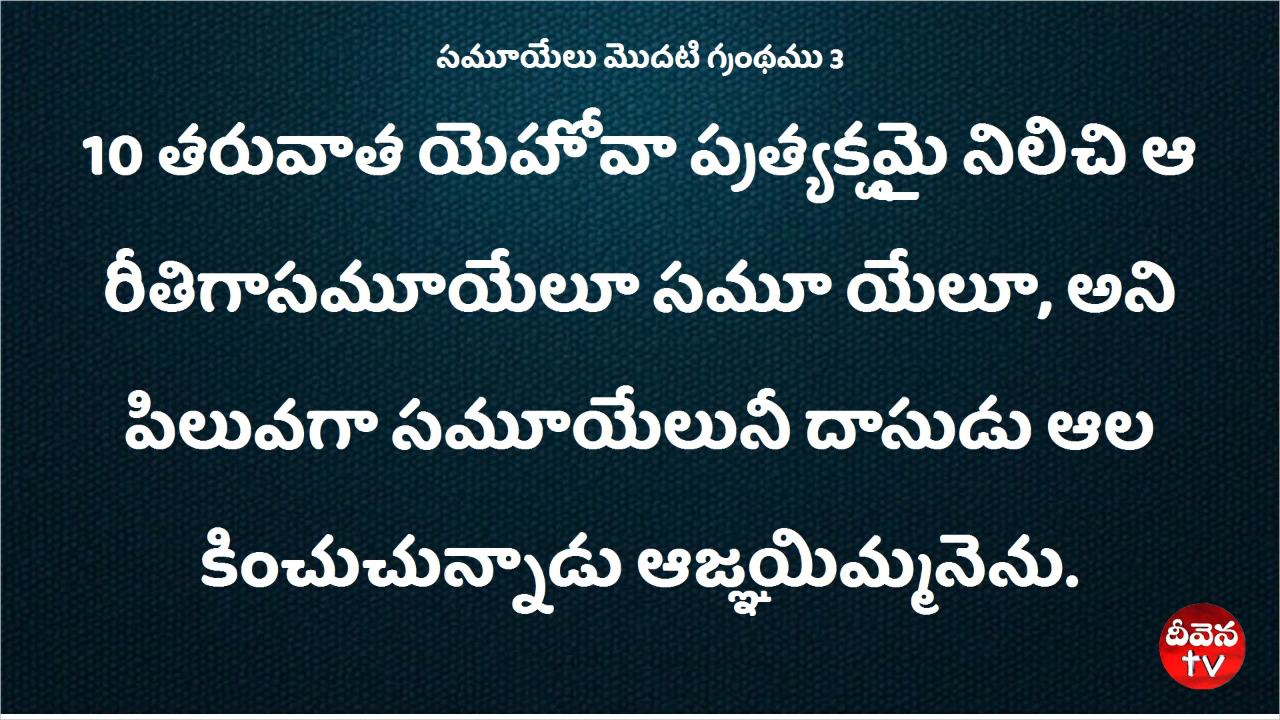 సమూయేలు మొదటి గ్రంథము 3
10 తరువాత యెహోవా ప్రత్యక్షమై నిలిచి ఆ
రీతిగాసమూయేలూ సమూ యేలూ, అని
పిలువగా సమూయేలునీ దాసుడు ఆల
కించుచున్నాడు ఆజ్ఞయిమ్మనెను.
దీవెన
tv